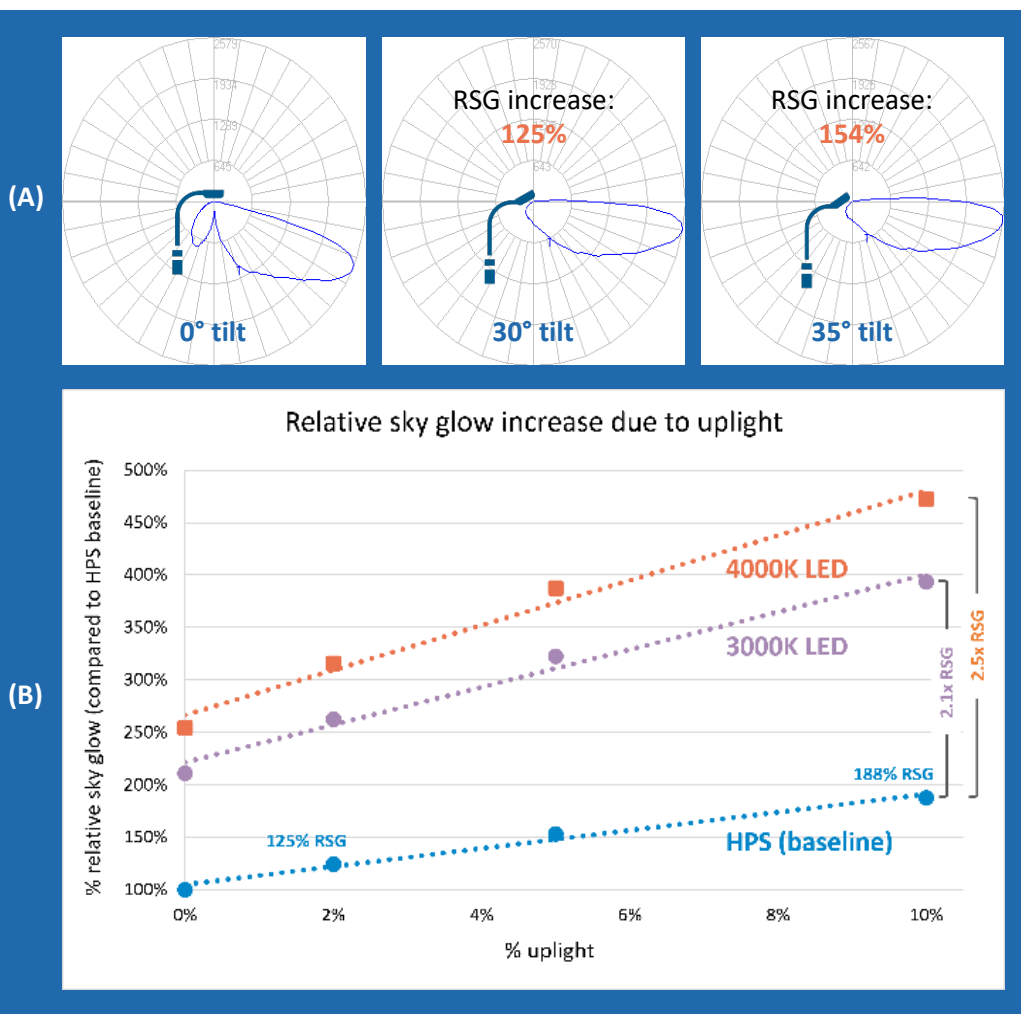 (A)
2579
1934
1289
645
0° tilt
2570
1928
RSG increase:
125%
643
30° tilt
2567
1925
RSG increase:
154%
642
35° tilt
(B)
Relative sky glow increase due to uplight
% relative sky glow (compared to HPS baseline)
500%
450%
400%
350%
300%
250%
200%
150%
100%
4000K LED
3000K LED
2.1x RSG
2.5x RSG
188% RSG
125% RSG
HPS (baseline)
0%
2%
4%
6%
8%
10%
% uplight